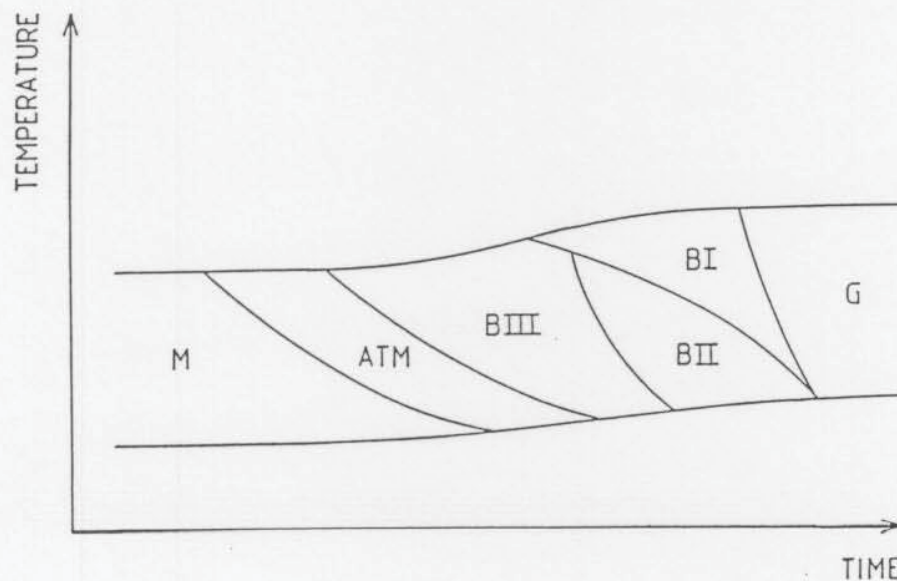 TEMPERATURE
BI
G
BIII
M
ATM
BII
TIME